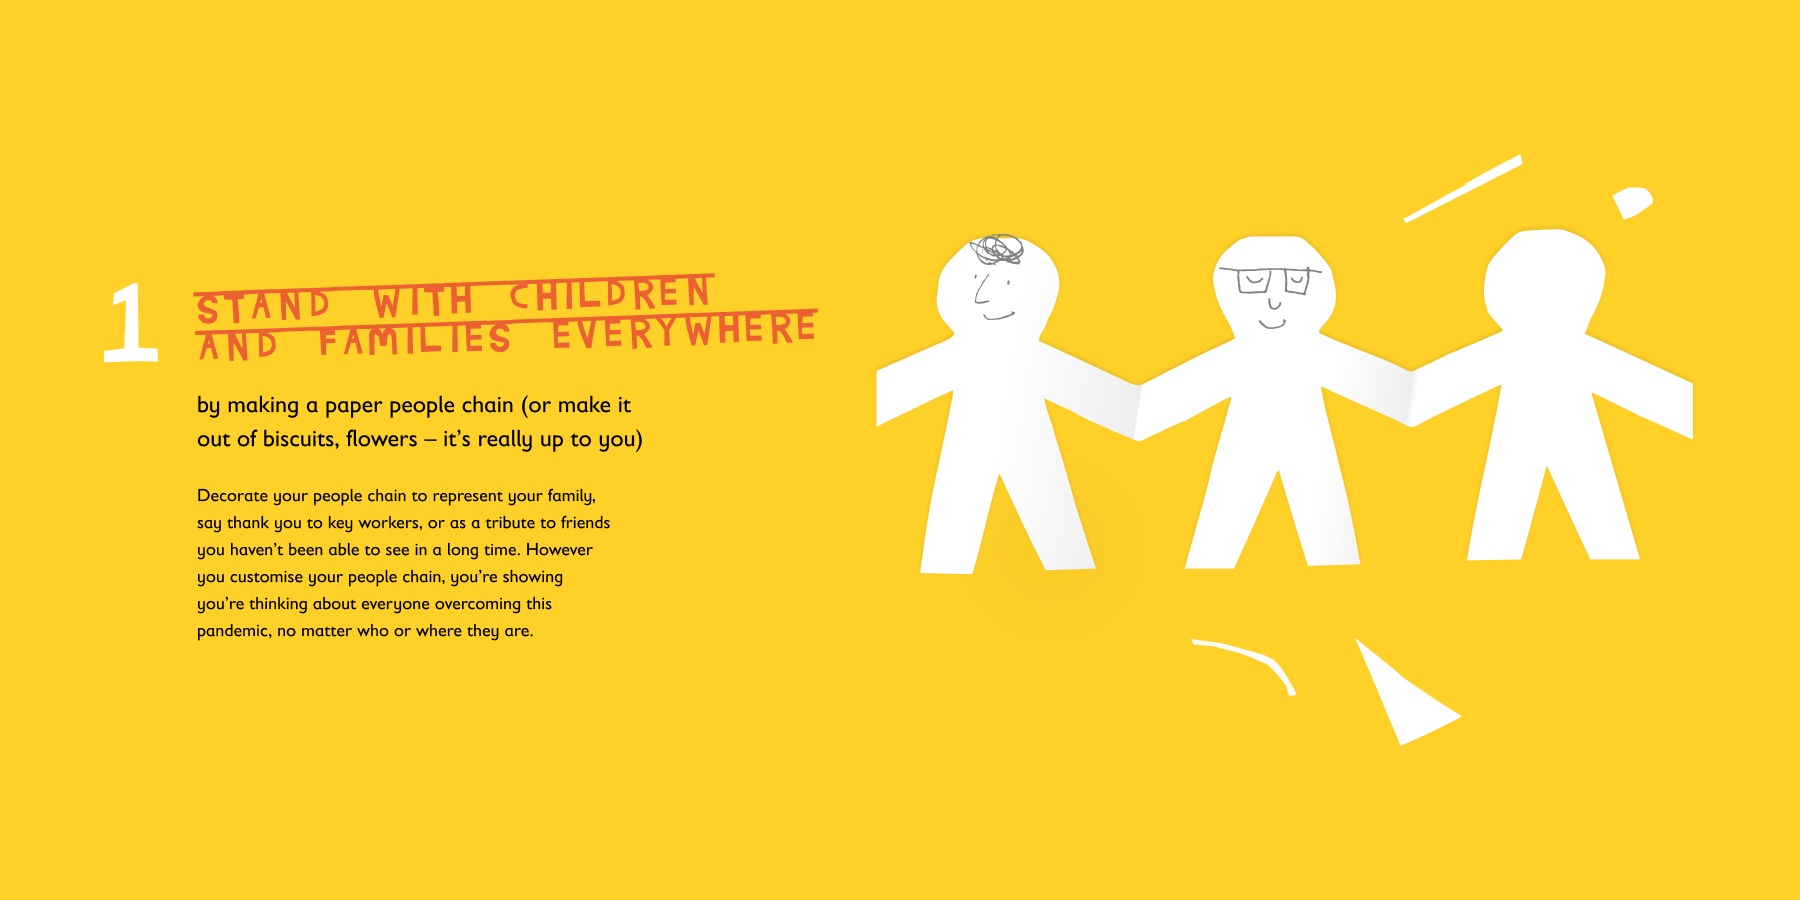 1
STAND WITH CHILDREN
AND FAMILIES EVERYWHERE
by making a paper people chain (or make it
out of biscuits, flowers – it’s really up to you)
Decorate your people chain to represent your family,
say thank you to key workers, or as a tribute to friends
you haven’t been able to see in a long time. However
you customise your people chain, you’re showing
you’re thinking about everyone overcoming this
pandemic, no matter who or where they are.